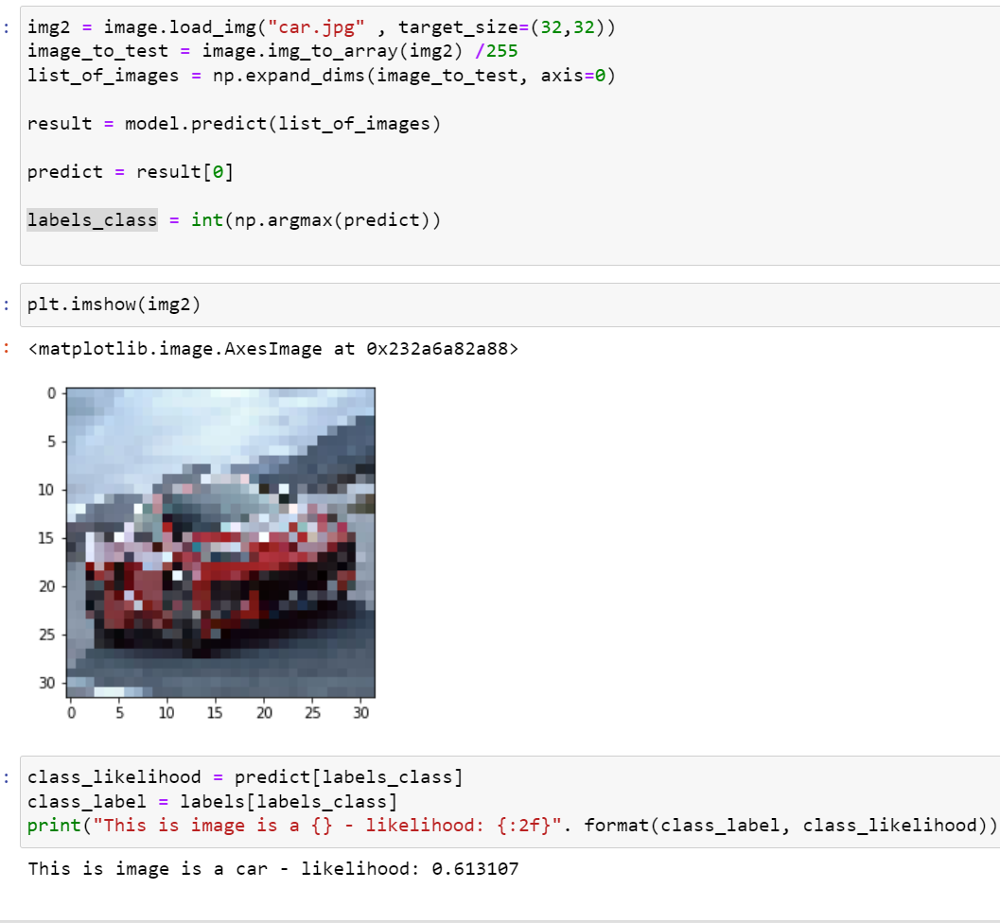 : img2 = image.load_img("car.jpg" , target_size=(32,32))
image_to_test = image.img_to_array(img2) /255
list_of_images = np.expand_dims(image_to_test, axis=0)
result = model.predict(list_of_images)
predict = result[0]
labels_class = int(np.argmax(predict))
: plt.imshow(img2)
: <matplotlib.image.AxesImage at 0x232a6a82a88>
0
5
10
15
20
25
30
0 5 10 15 20 25 30
: class_likelihood = predict[labels_class]
class_label = labels[labels_class]
print("This is image is a {} - likelihood: {:2f}". format(class_label, class_likelihood))
This is image is a car - likelihood: 0.613107